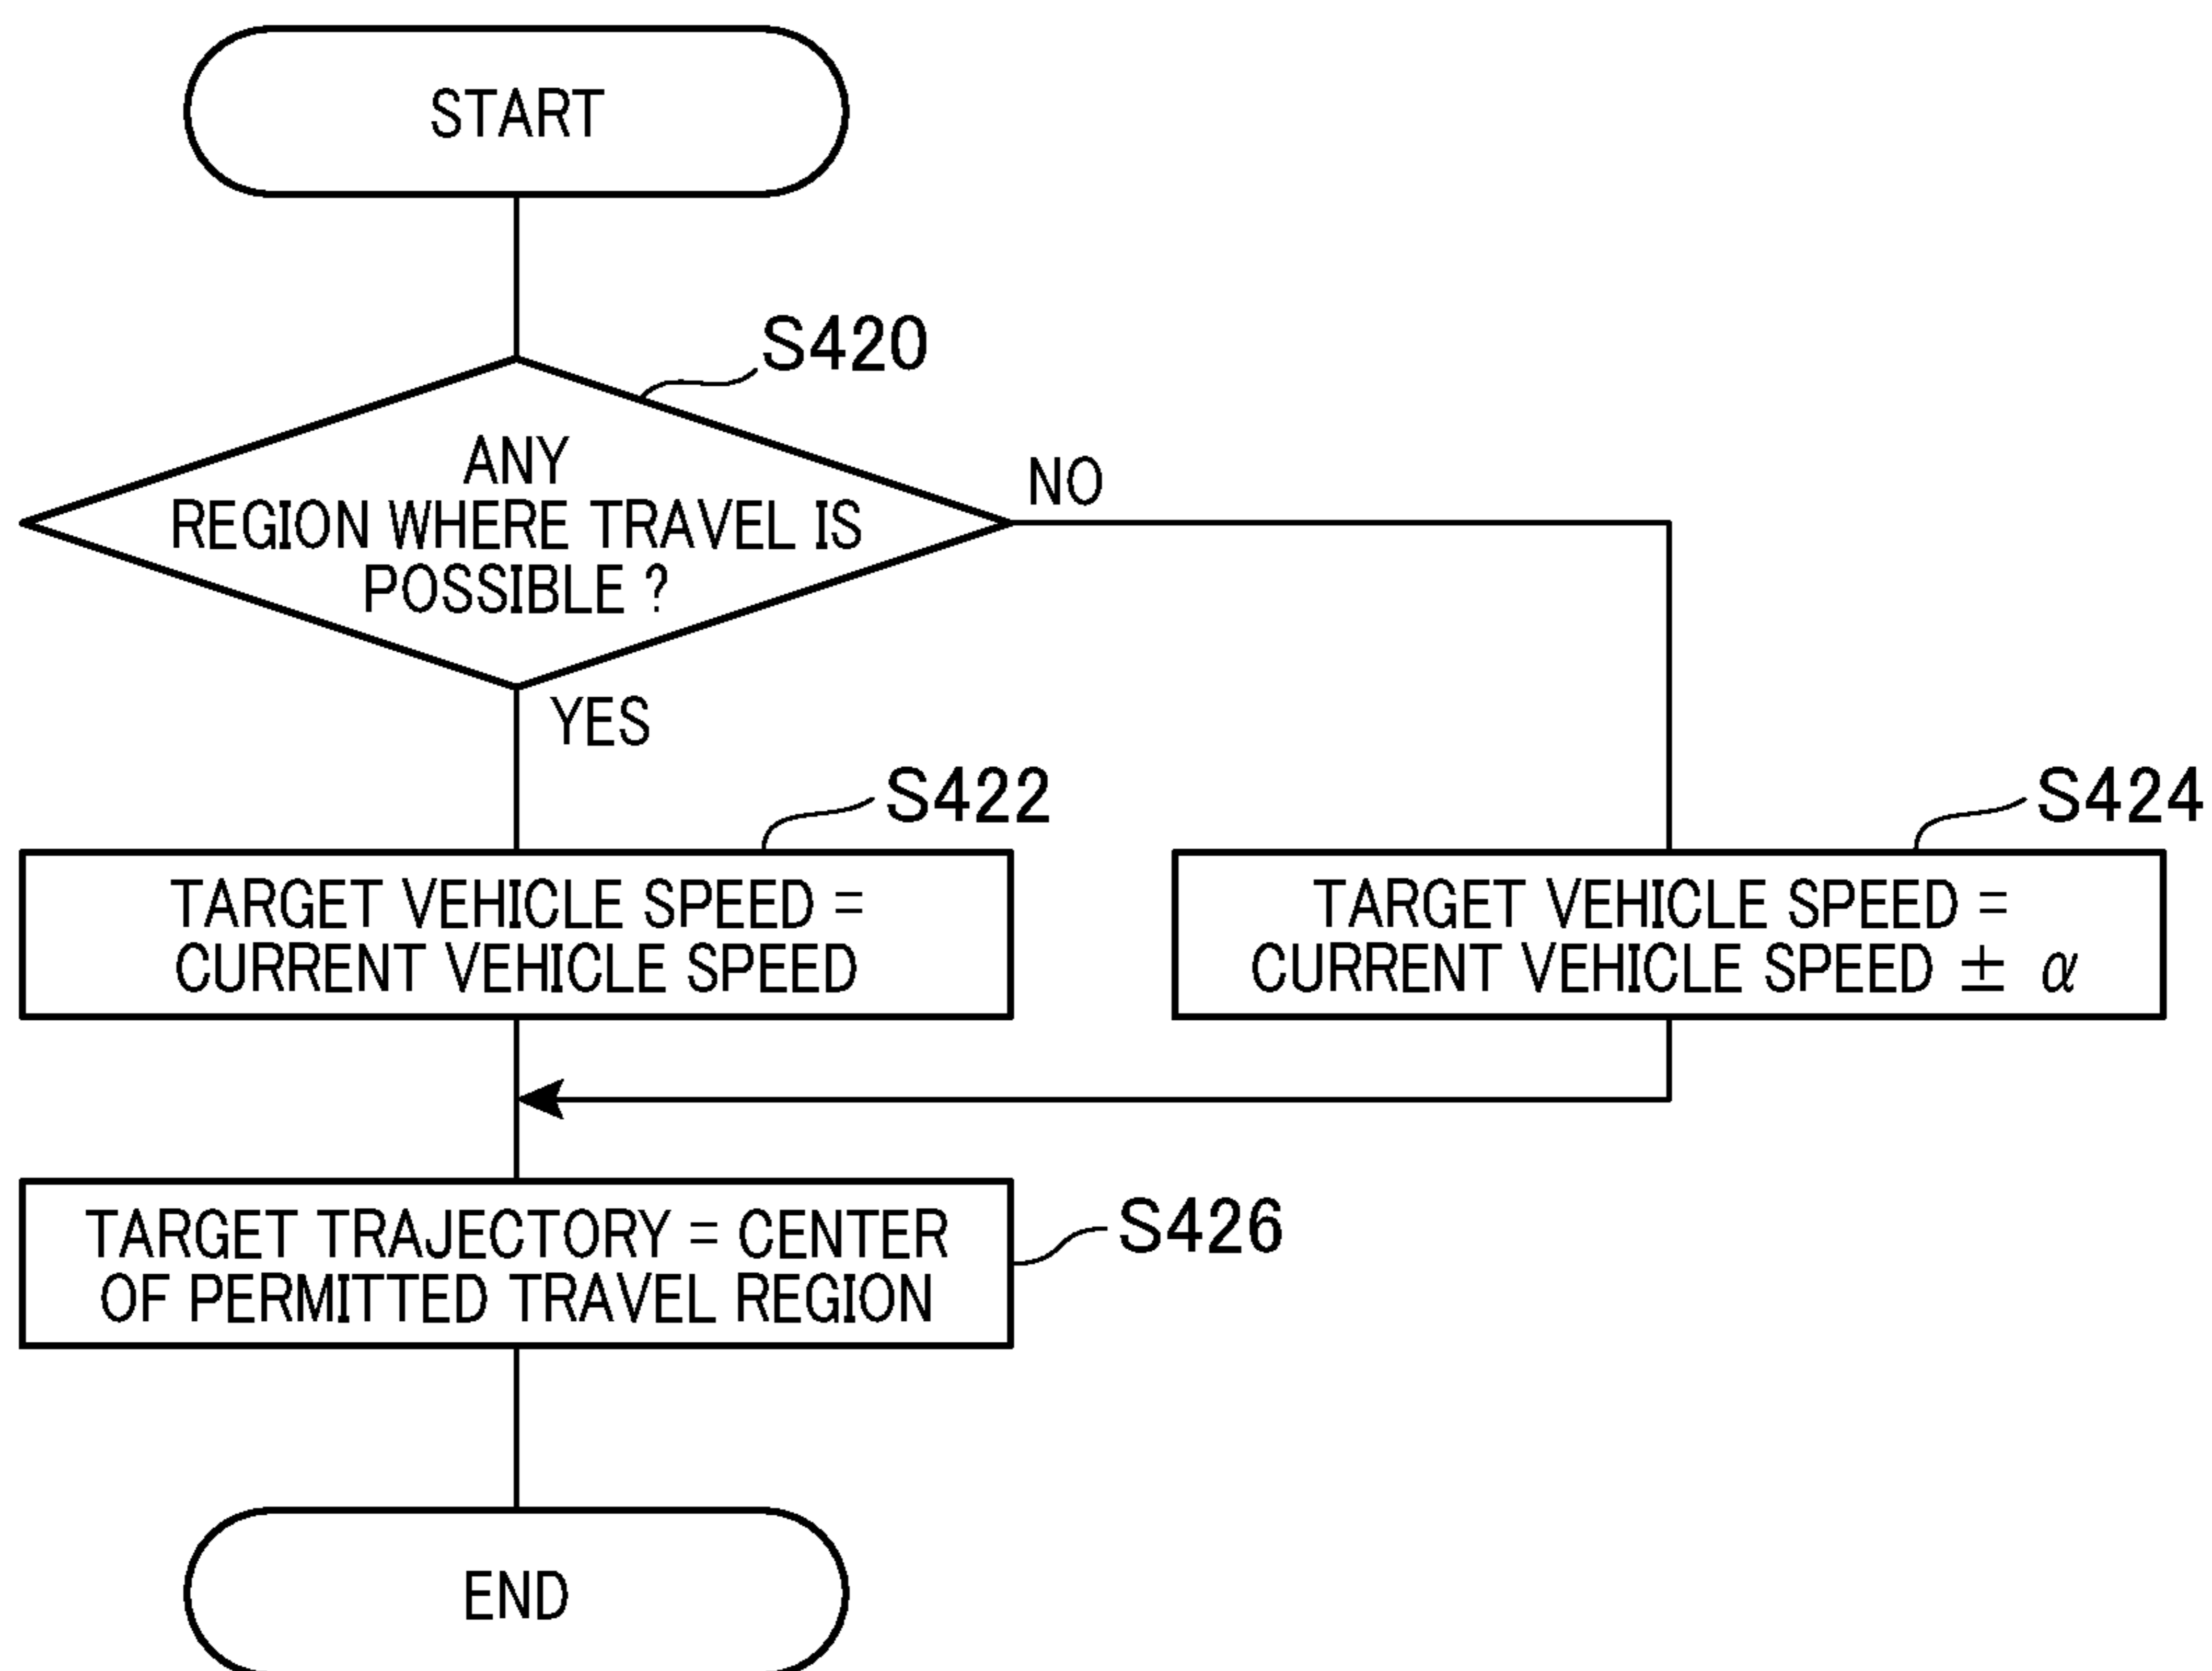 START
S420
ANY
REGION WHERE TRAVEL IS
POSSIBLE ?
NO
YES
S422
TARGET VEHICLE SPEED =
CURRENT VEHICLE SPEED
S424
TARGET VEHICLE SPEED =
CURRENT VEHICLE SPEED ± α
TARGET TRAJECTORY = CENTER
OF PERMITTED TRAVEL REGION
S426
END